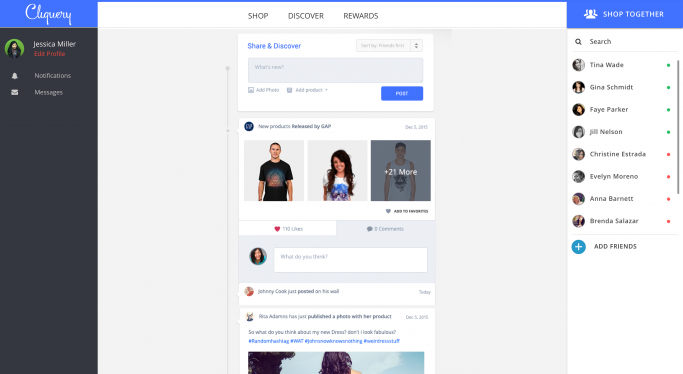 Cliquery
SHOP DISCOVER REWARDS
SHOP TOGETHER
Jessica Miller
Edit Profile
Notifications
Messages
Share & Discover
Sort by: Friends First
What's new?
Add Photo
Add product +
POST
New products Released by GAP
Dec 5, 2015
+21 More
ADD TO FAVORITES
110 Likes
0 Comments
What do you think?
Johnny Cook just posted on his wall
Today
Rita Adamns has just published a photo with her product
Dec 5, 2015
So what do you think about my new Dress? don't i look fabulous?
#Randomhashtag #WAT #Johnsnowknowsnothing #weirdressstuff
Search
Tina Wade
Gina Schmidt
Faye Parker
Jill Nelson
Christine Estrada
Evelyn Moreno
Anna Barnett
Brenda Salazar
ADD FRIENDS